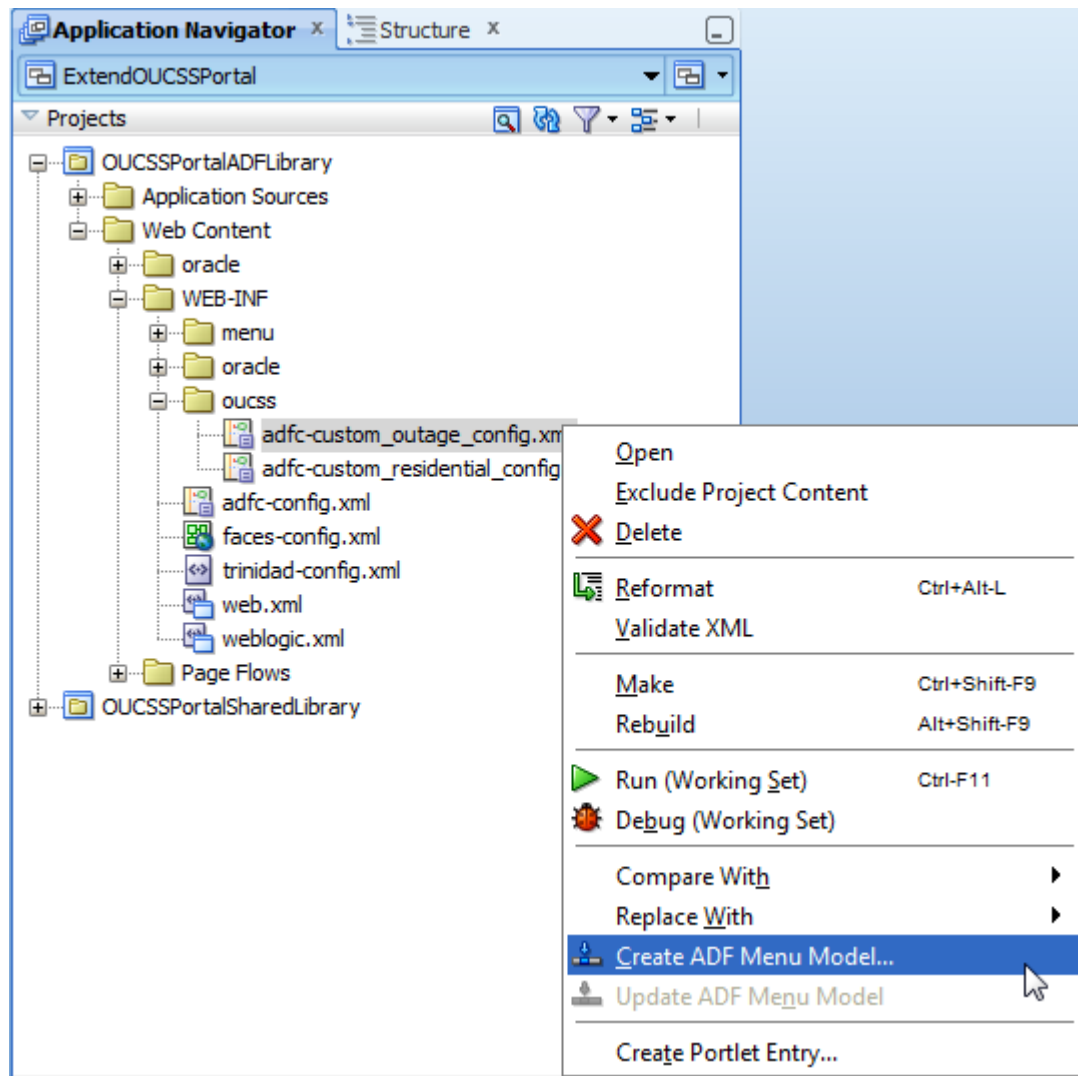 Application Navigator x Structure x
ExtendOUCSSPortal
Projects
OUCSSPortalADFLibrary
Application Sources
Web Content
oracle
WEB-INF
menu
oracle
oucss
adfc-custom_outage_config.xm
adfc-custom_residential_config
adfc-config.xml
faces-config.xml
trinidad-config.xml
web.xml
weblogic.xml
Page Flows
OUCSSPortalSharedLibrary
Open
Exclude Project Content
Delete
Reformat Ctrl+Alt-L
Validate XML
Make Ctrl+Shift-F9
Rebuild Alt+Shift-F9
Run (Working Set) Ctrl-F11
Debug (Working Set)
Compare With
Replace With
Create ADF Menu Model...
Update ADF Menu Model
Create Portlet Entry...